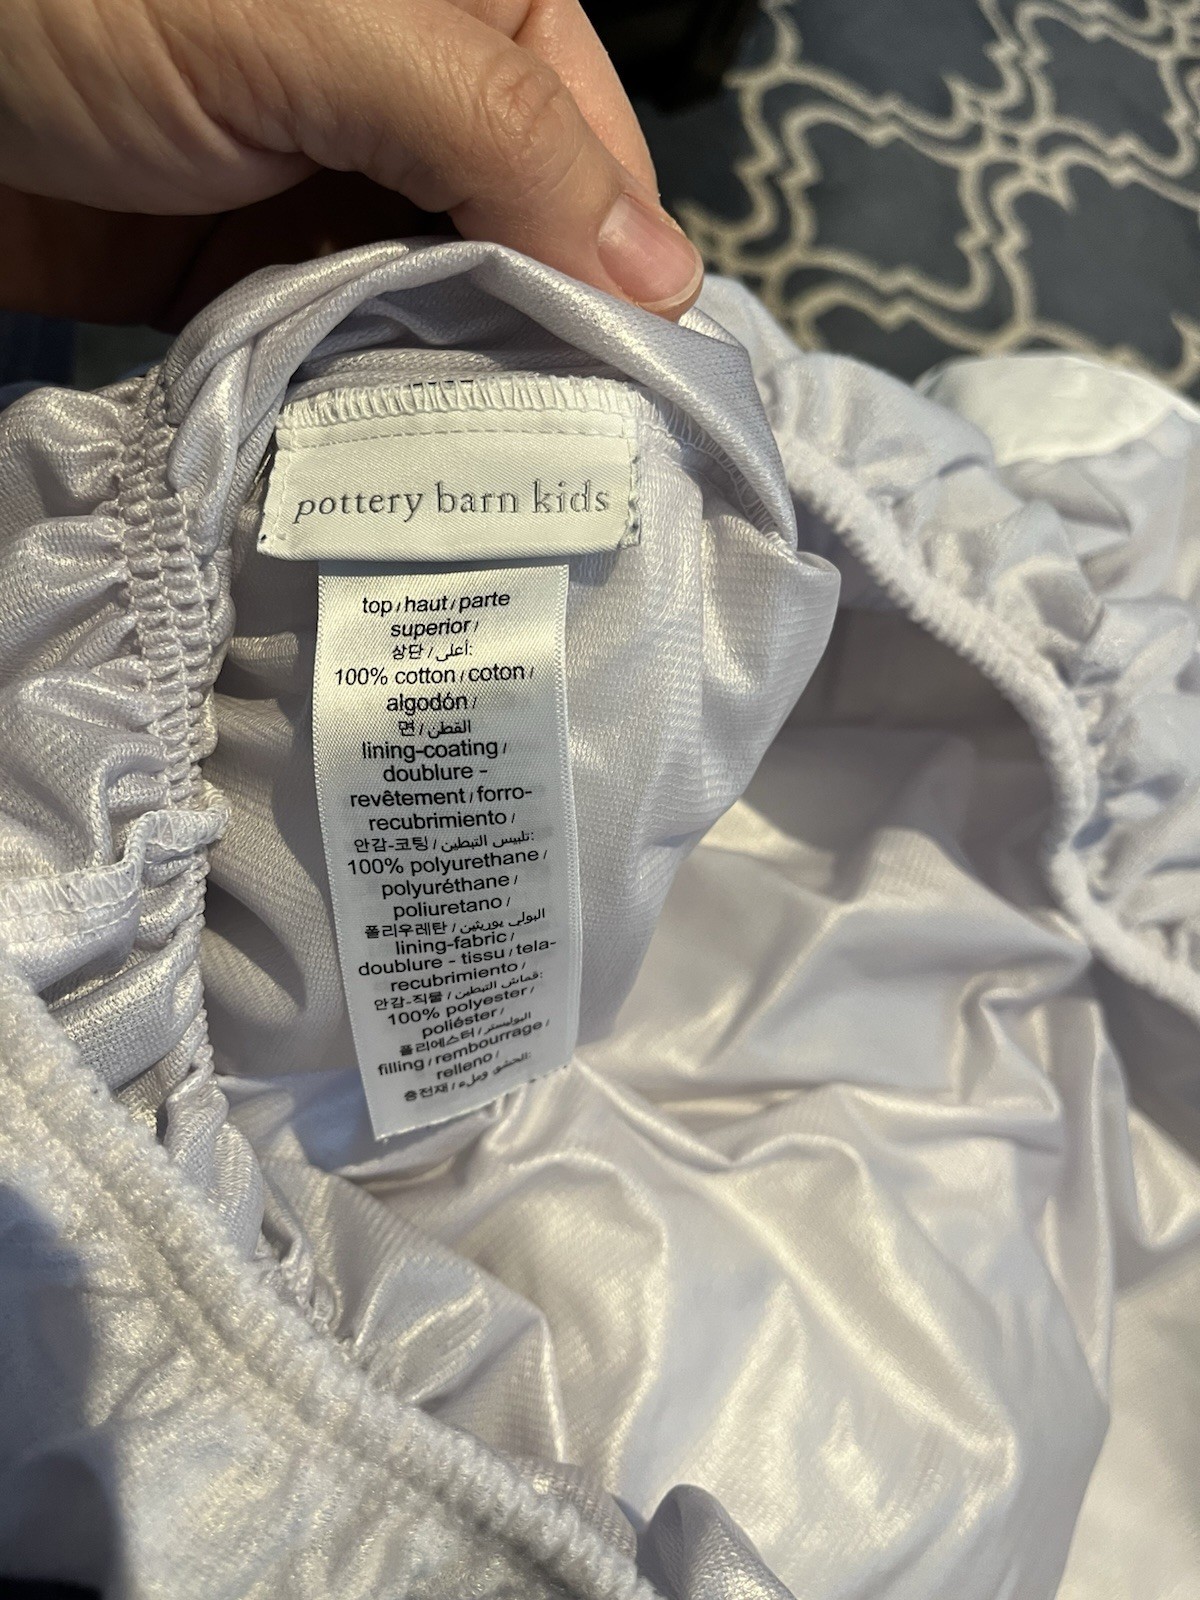 pottery barn kids
top / haut / parte
superior /
상단 / أعلى:
100% cotton / coton /
algodón /
면 / القطن
lining-coating /
doublure -
revêtement / forro-
recubrimiento /
안감-코팅 / تلبيس التبطين:
100% polyurethane /
polyuréthane /
poliuretano /
폴리우레탄 / البولي يوريثين
lining-fabric /
doublure - tissu / tela-
recubrimiento /
안감-직물 / قماش التبطين:
100% polyester /
poliéster /
폴리에스터 / البوليستر
filling / rembourrage /
relleno /
충전재 / الحشو وملء: